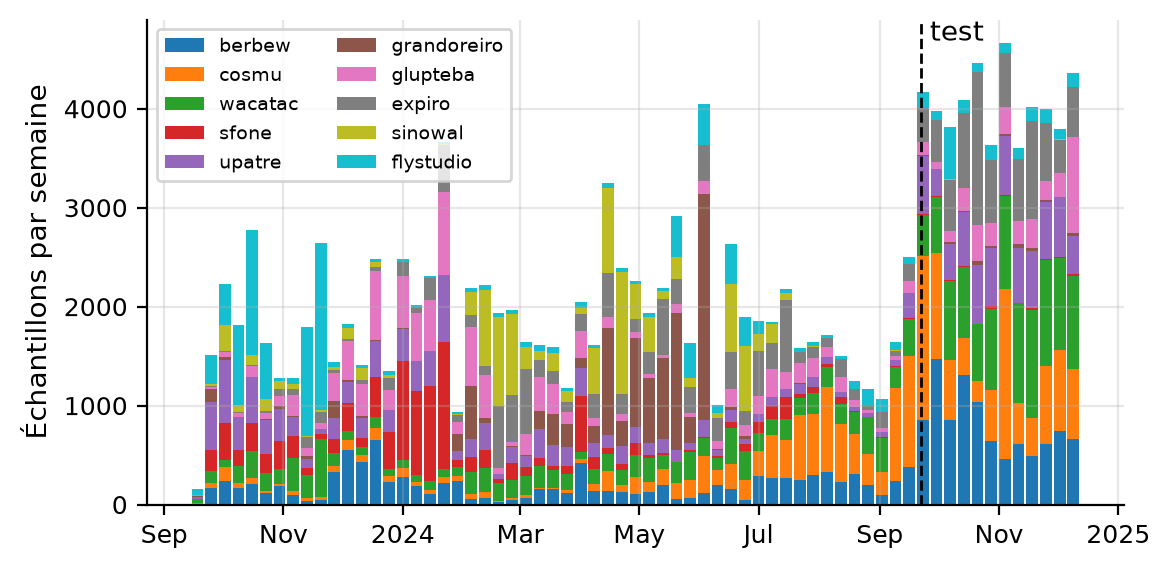 Échantillons par semaine
4000
3000
2000
1000
0
berbew
cosmu
wacatac
sfone
upatre
grandoreiro
glupteba
expiro
sinowal
flystudio
test
Sep
Nov
2024
Mar
May
Jul
Sep
Nov
2025